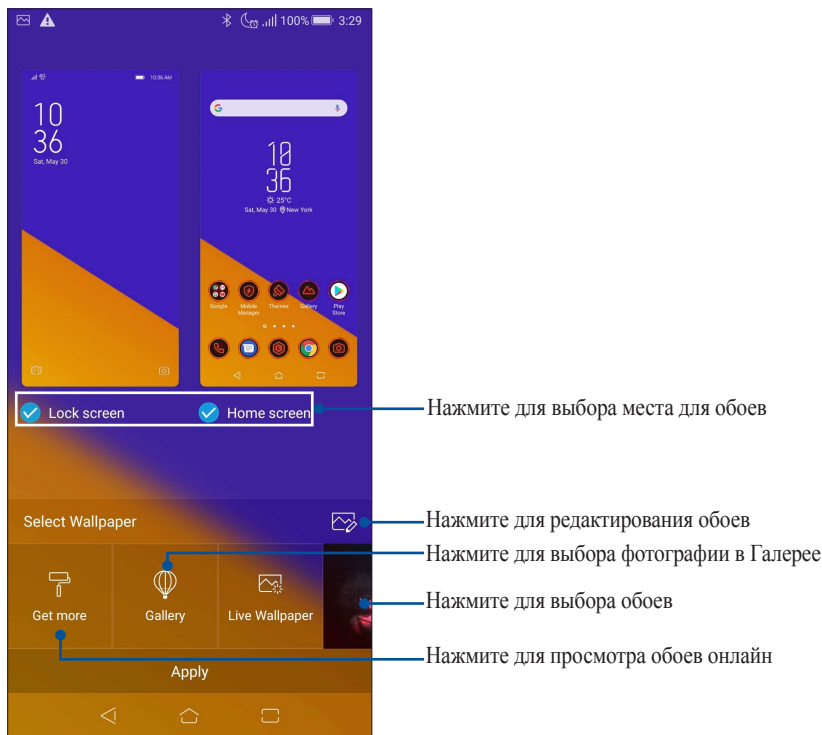 100% 3:29
10:36 AM
10
36
Sat, May 30
10
36
25°C
Sat, May 30 New York
Google Mobile Manager Themes Gallery Play Store
Lock screen
Home screen
Нажмите для выбора места для обоев
Select Wallpaper
Нажмите для редактирования обоев
Нажмите для выбора фотографии в Галерее
Get more
Gallery
Live Wallpaper
Нажмите для выбора обоев
Apply
Нажмите для просмотра обоев онлайн